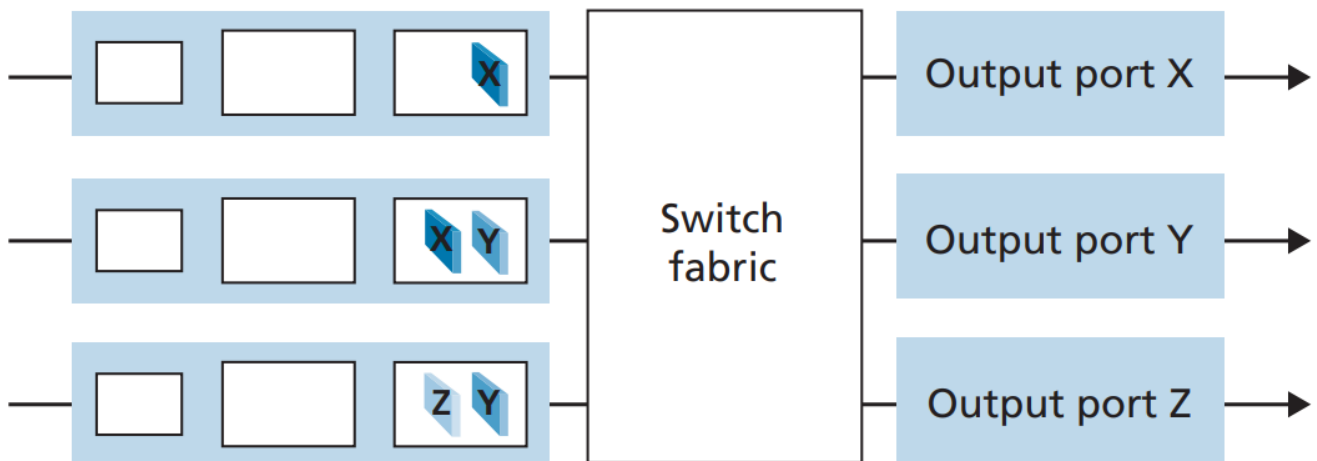 X
Output port X
X Y
Switch
fabric
Output port Y
Z Y
Output port Z